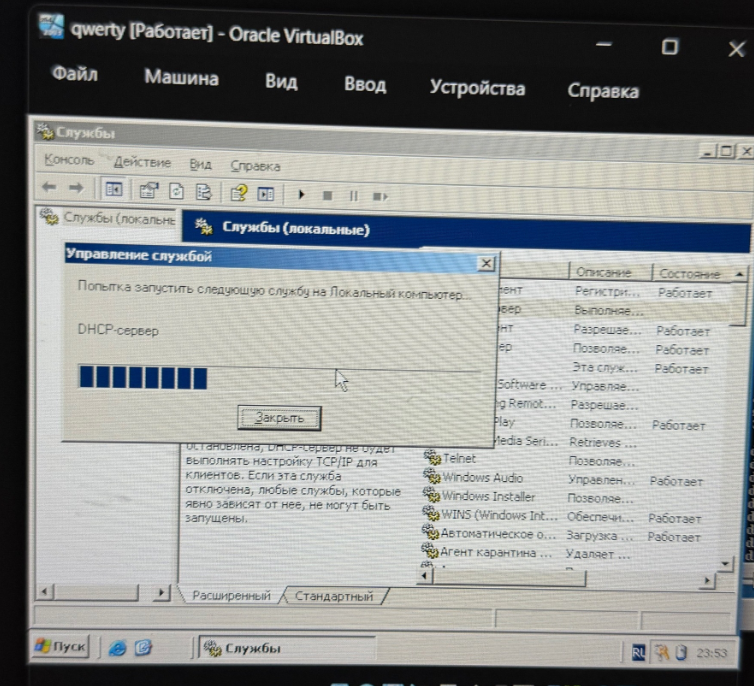 qwerty [Работает] - Oracle VirtualBox
Файл Машина Вид Ввод Устройства Справка
Службы
Консоль Действие Вид Справка
Службы (локальны
Службы (локальные)
Управление службой
Попытка запустить следующую службу на Локальный компьютер...
DHCP-сервер
Закрыть
Описание Состояние
ент Регистри... Работает
вер Выполняе...
нт Разрешае... Работает
ер Позволяе... Работает
Эта служ... Работает
Software ... Управляе...
g Remot... Разрешае...
Play Позволяе... Работает
Media Seri... Retrieves ...
остановлена, DHCP-сервер не будет
выполнять настройку TCP/IP для
клиентов. Если эта служба
отключена, любые службы, которые
явно зависят от нее, не могут быть
запущены.
Telnet Позволяе...
Windows Audio Управлен... Работает
Windows Installer Позволяе...
WINS (Windows Int... Обеспечи... Работает
Автоматическое о... Загрузка ... Работает
Агент карантина ... Удаляет ...
Расширенный Стандартный
Пуск Службы RU 23:53